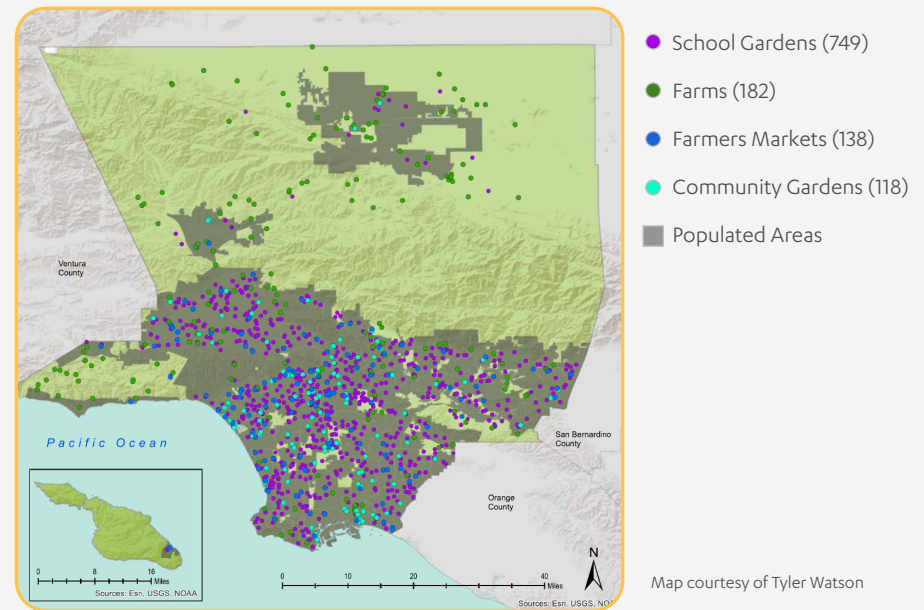 School Gardens (749)
Farms (182)
Farmers Markets (138)
Community Gardens (118)
Populated Areas
Ventura
County
Pacific Ocean
San Bernardino
County
Orange
County
0 8 16
Miles
Sources: Esri, USGS, NOAA
0 10 20 30 40
Miles
N
Sources: Esri, USGS, NO
Map courtesy of Tyler Watson